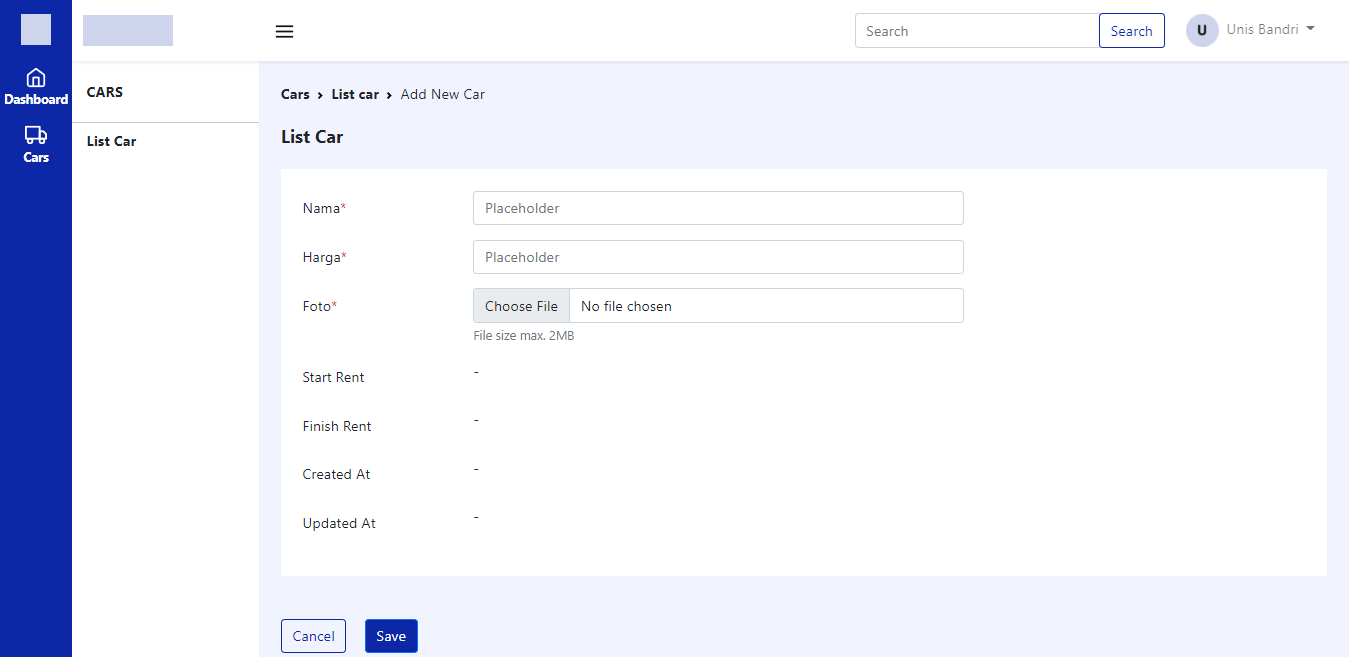 Search
Search
U
Unis Bandri
Dashboard
Cars
CARS
List Car
Cars › List car › Add New Car
List Car
Nama*
Placeholder
Harga*
Placeholder
Foto*
Choose File
No file chosen
File size max. 2MB
Start Rent
-
Finish Rent
-
Created At
-
Updated At
-
Cancel
Save